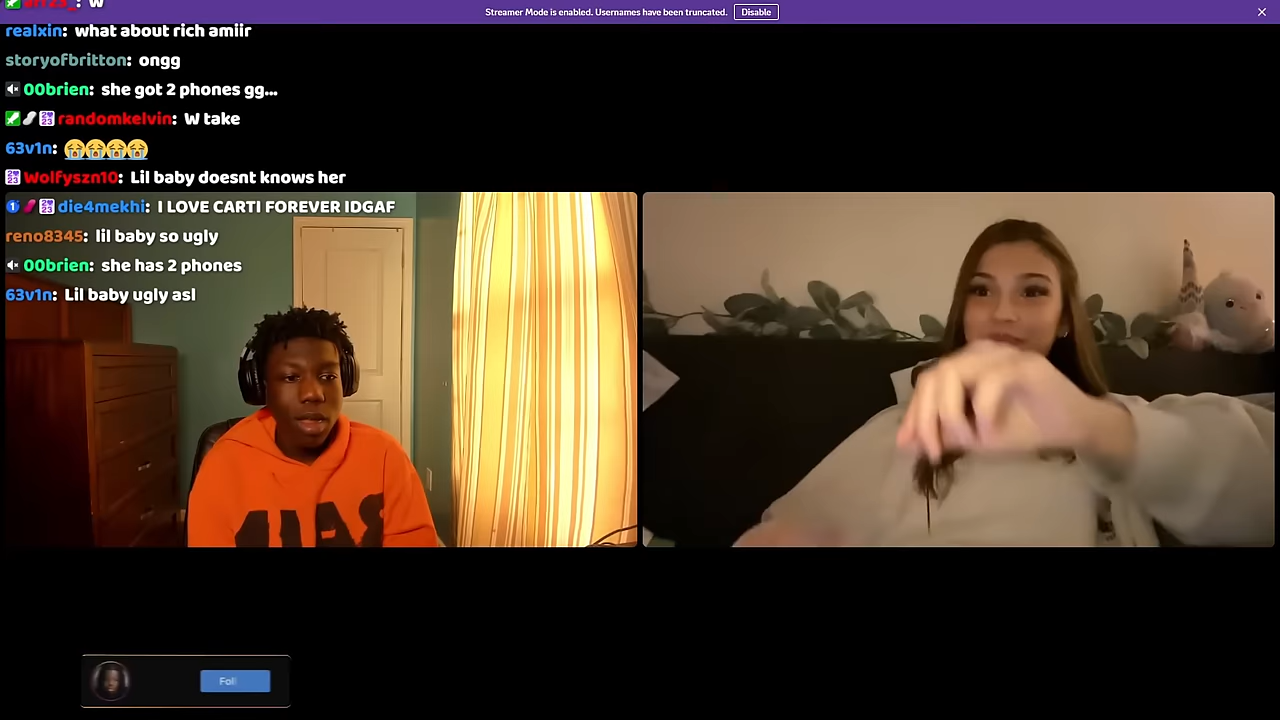 Streamer Mode is enabled. Usernames have been truncated. Disable
: W
realxin: what about rich amiir
storyofbritton: ongg
00brien: she got 2 phones gg...
randomkelvin: W take
63v1n: 😭😭😭😭
Wolfyszn10: Lil baby doesnt knows her
die4mekhi: I LOVE CARTI FOREVER IDGAF
reno8345: lil baby so ugly
00brien: she has 2 phones
63v1n: Lil baby ugly asl
Foll